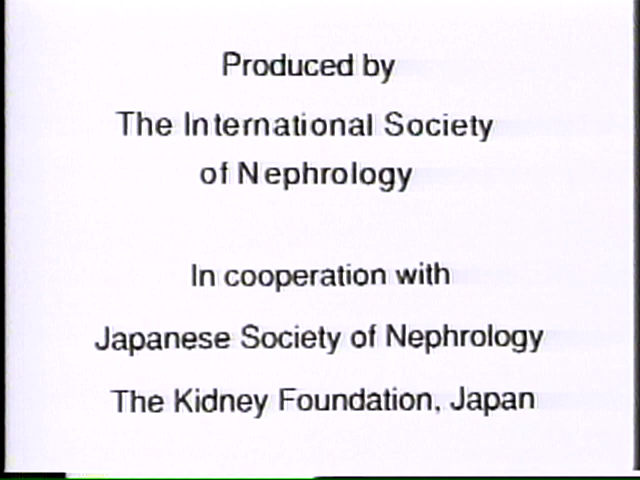 Produced by
The International Society
of Nephrology
In cooperation with
Japanese Society of Nephrology
The Kidney Foundation, Japan